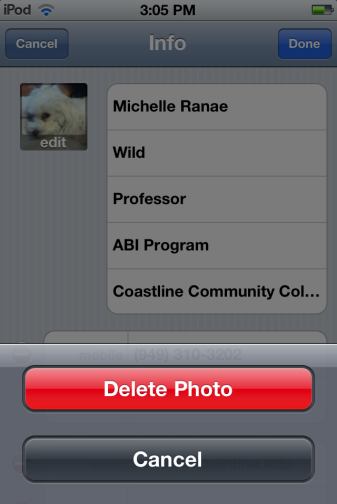 iPod 3:05 PM
Cancel Info Done
edit
Michelle Ranae
Wild
Professor
ABI Program
Coastline Community Col...
mobile (949) 310-3202
Delete Photo
Cancel